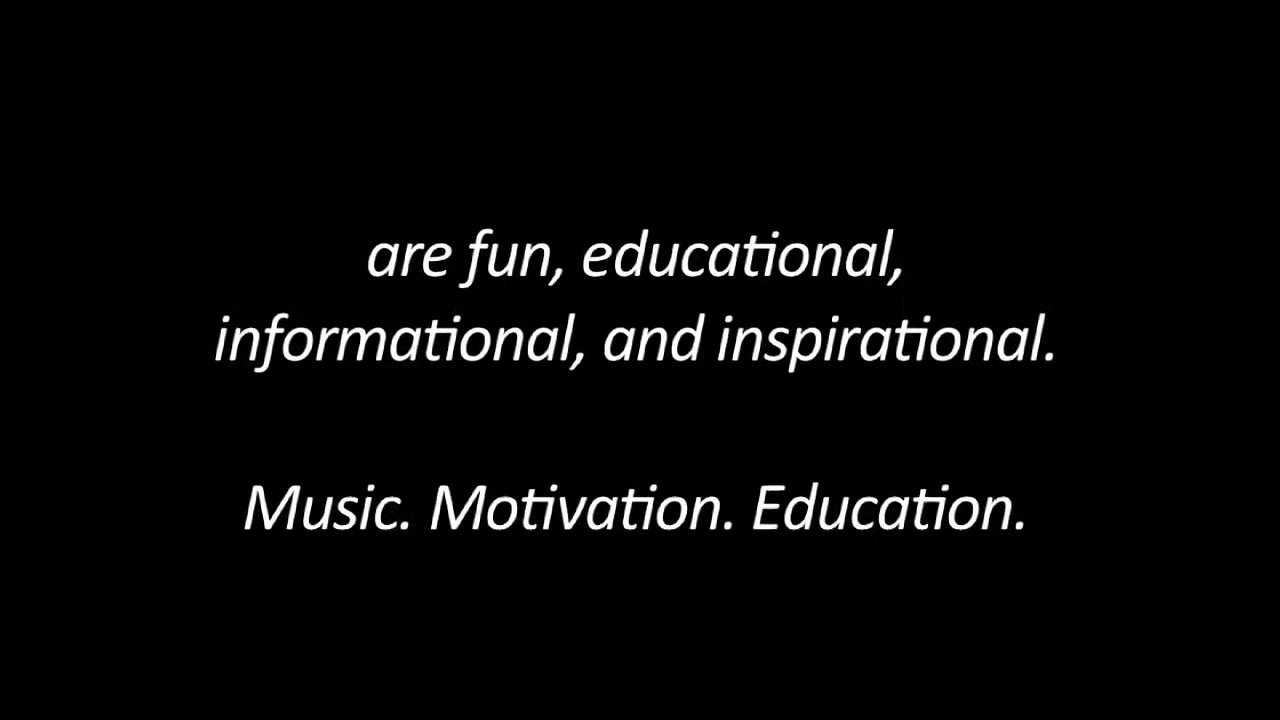 are fun, educational,
informational, and inspirational.
Music. Motivation. Education.